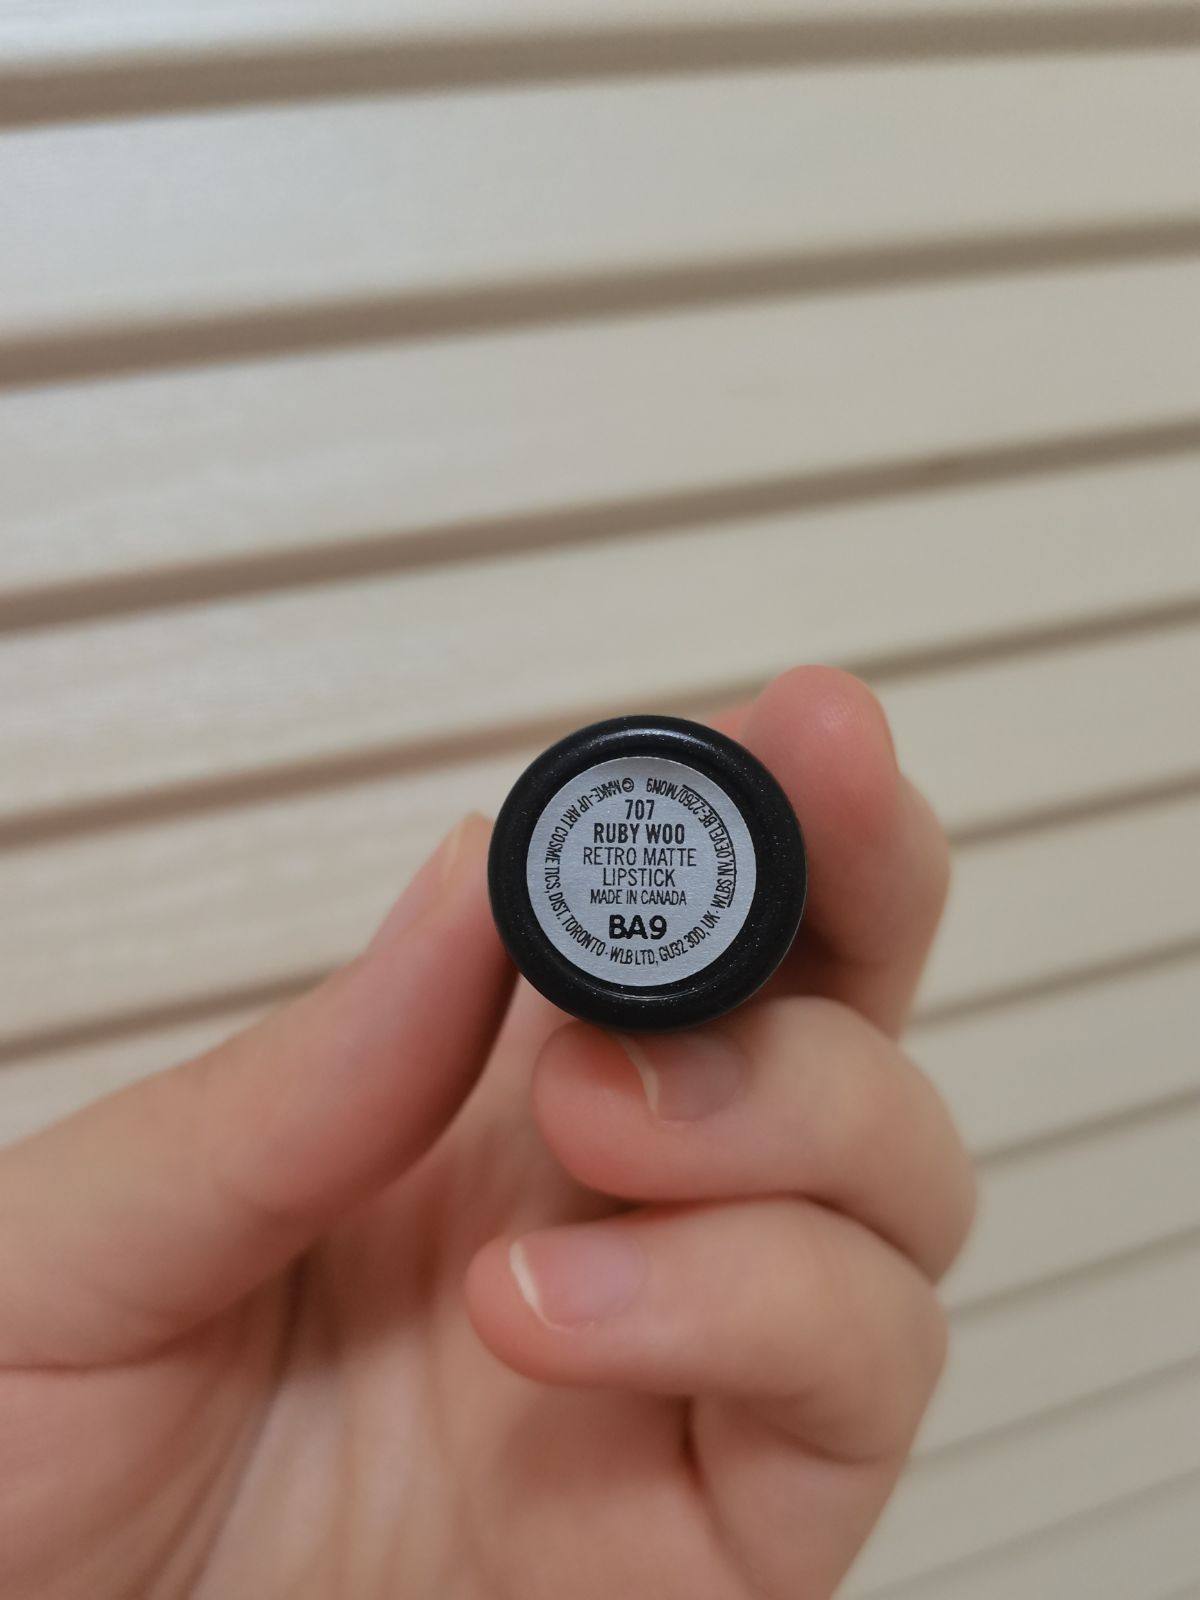 707
RUBY WOO
RETRO MATTE
LIPSTICK
MADE IN CANADA
BA9
© MAKE-UP ART COSMETICS, DIST. TORONTO · WLB LTD, GU32 3DD, UK · WLBS NV, OEVEL BE-2260/MON9